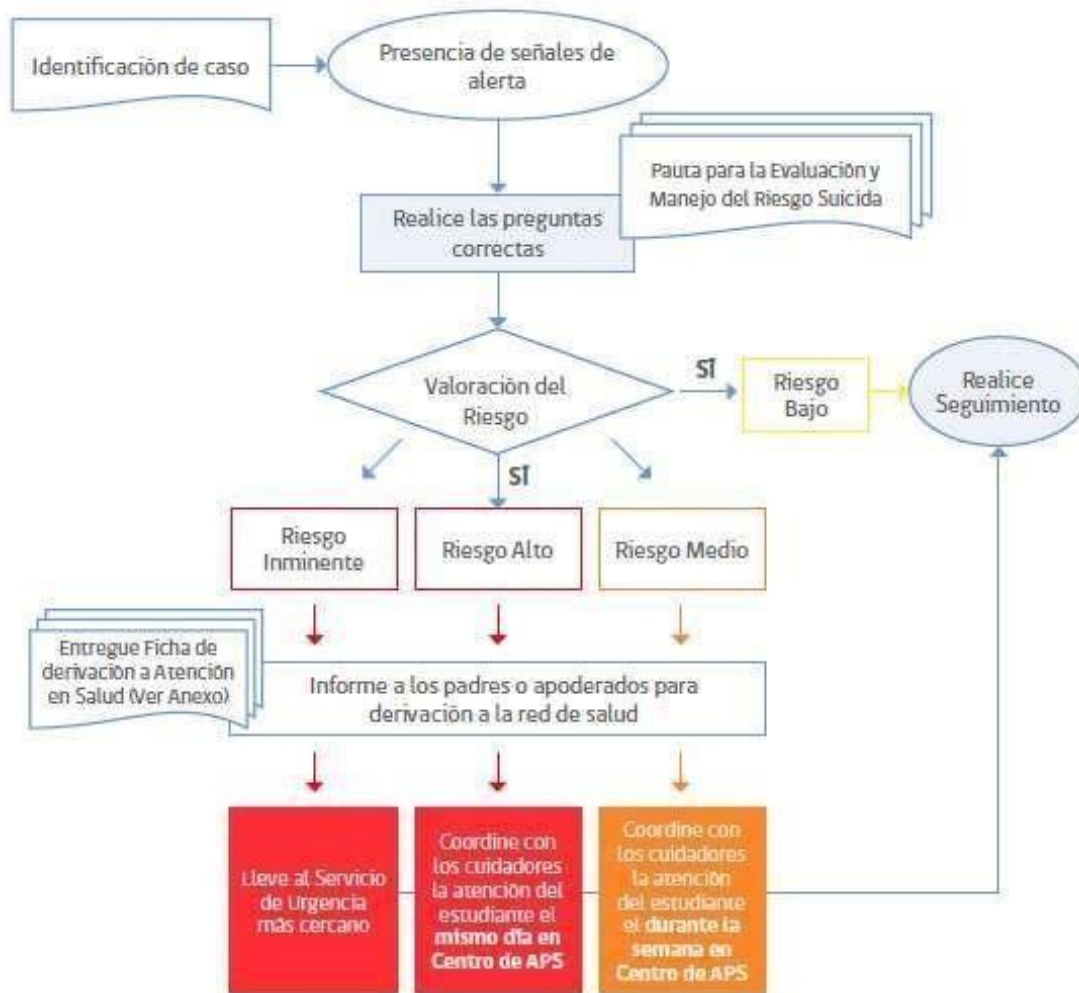 Identificación de caso
Presencia de señales de
alerta
Pauta para la Evaluación y
Manejo del Riesgo Suicida
Realice las preguntas
correctas
Valoración del
Riesgo
SÍ
Riesgo
Bajo
Realice
Seguimiento
SÍ
Riesgo
Inminente
Riesgo Alto
Riesgo Medio
Entregue Ficha de
derivación a Atención
en Salud (Ver Anexo)
Informe a los padres o apoderados para
derivación a la red de salud
Lleve al Servicio
de Urgencia
más cercano
Coordine con
los cuidadores
la atención del
estudiante el
mismo día en
Centro de APS
Coordine con
los cuidadores
la atención
del estudiante
el durante la
semana en
Centro de APS